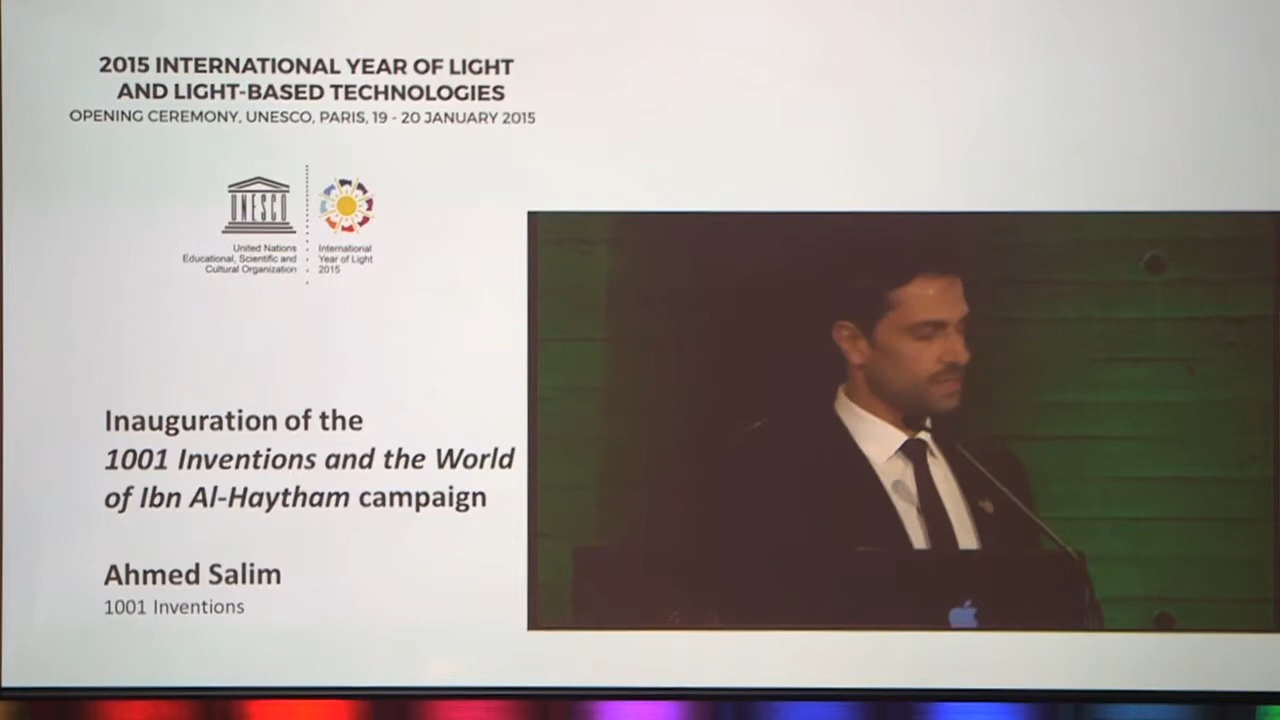 2015 INTERNATIONAL YEAR OF LIGHT
AND LIGHT-BASED TECHNOLOGIES
OPENING CEREMONY, UNESCO, PARIS, 19 - 20 JANUARY 2015
UNESCO
United Nations
Educational, Scientific and
Cultural Organization
International
Year of Light
2015
Inauguration of the
1001 Inventions and the World
of Ibn Al-Haytham campaign
Ahmed Salim
1001 Inventions